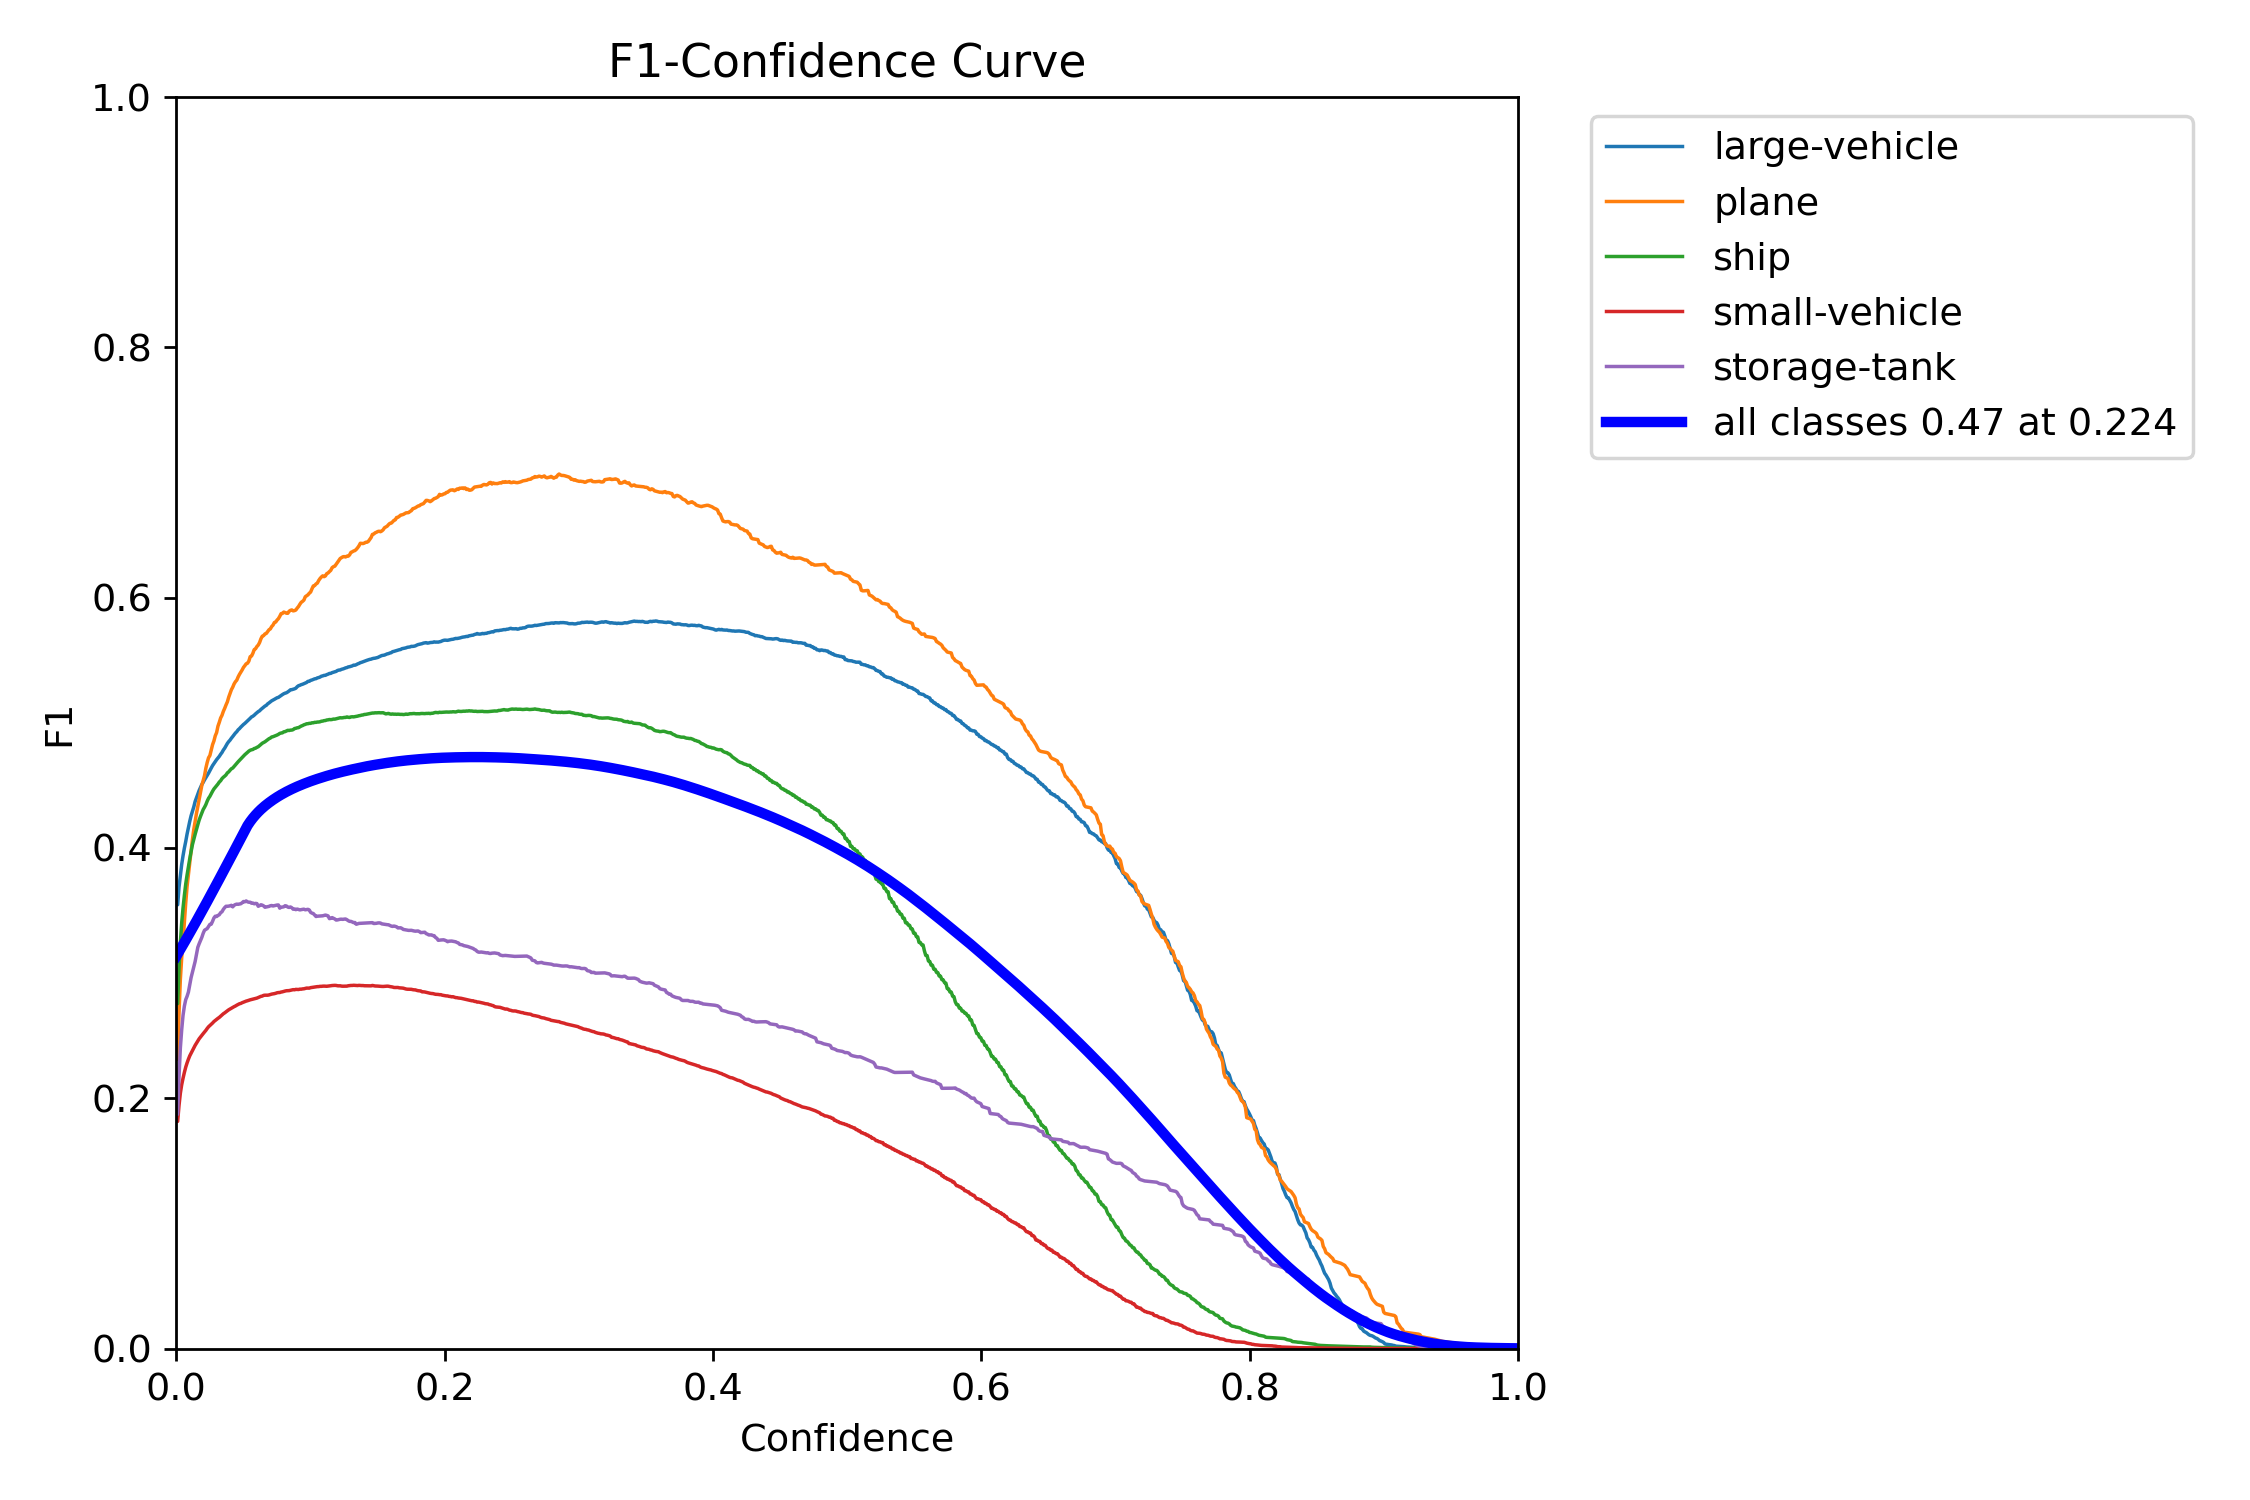 F1-Confidence Curve
1.0
0.8
0.6
0.4
0.2
0.0
F1
0.0 0.2 0.4 0.6 0.8 1.0
Confidence
large-vehicle
plane
ship
small-vehicle
storage-tank
all classes 0.47 at 0.224